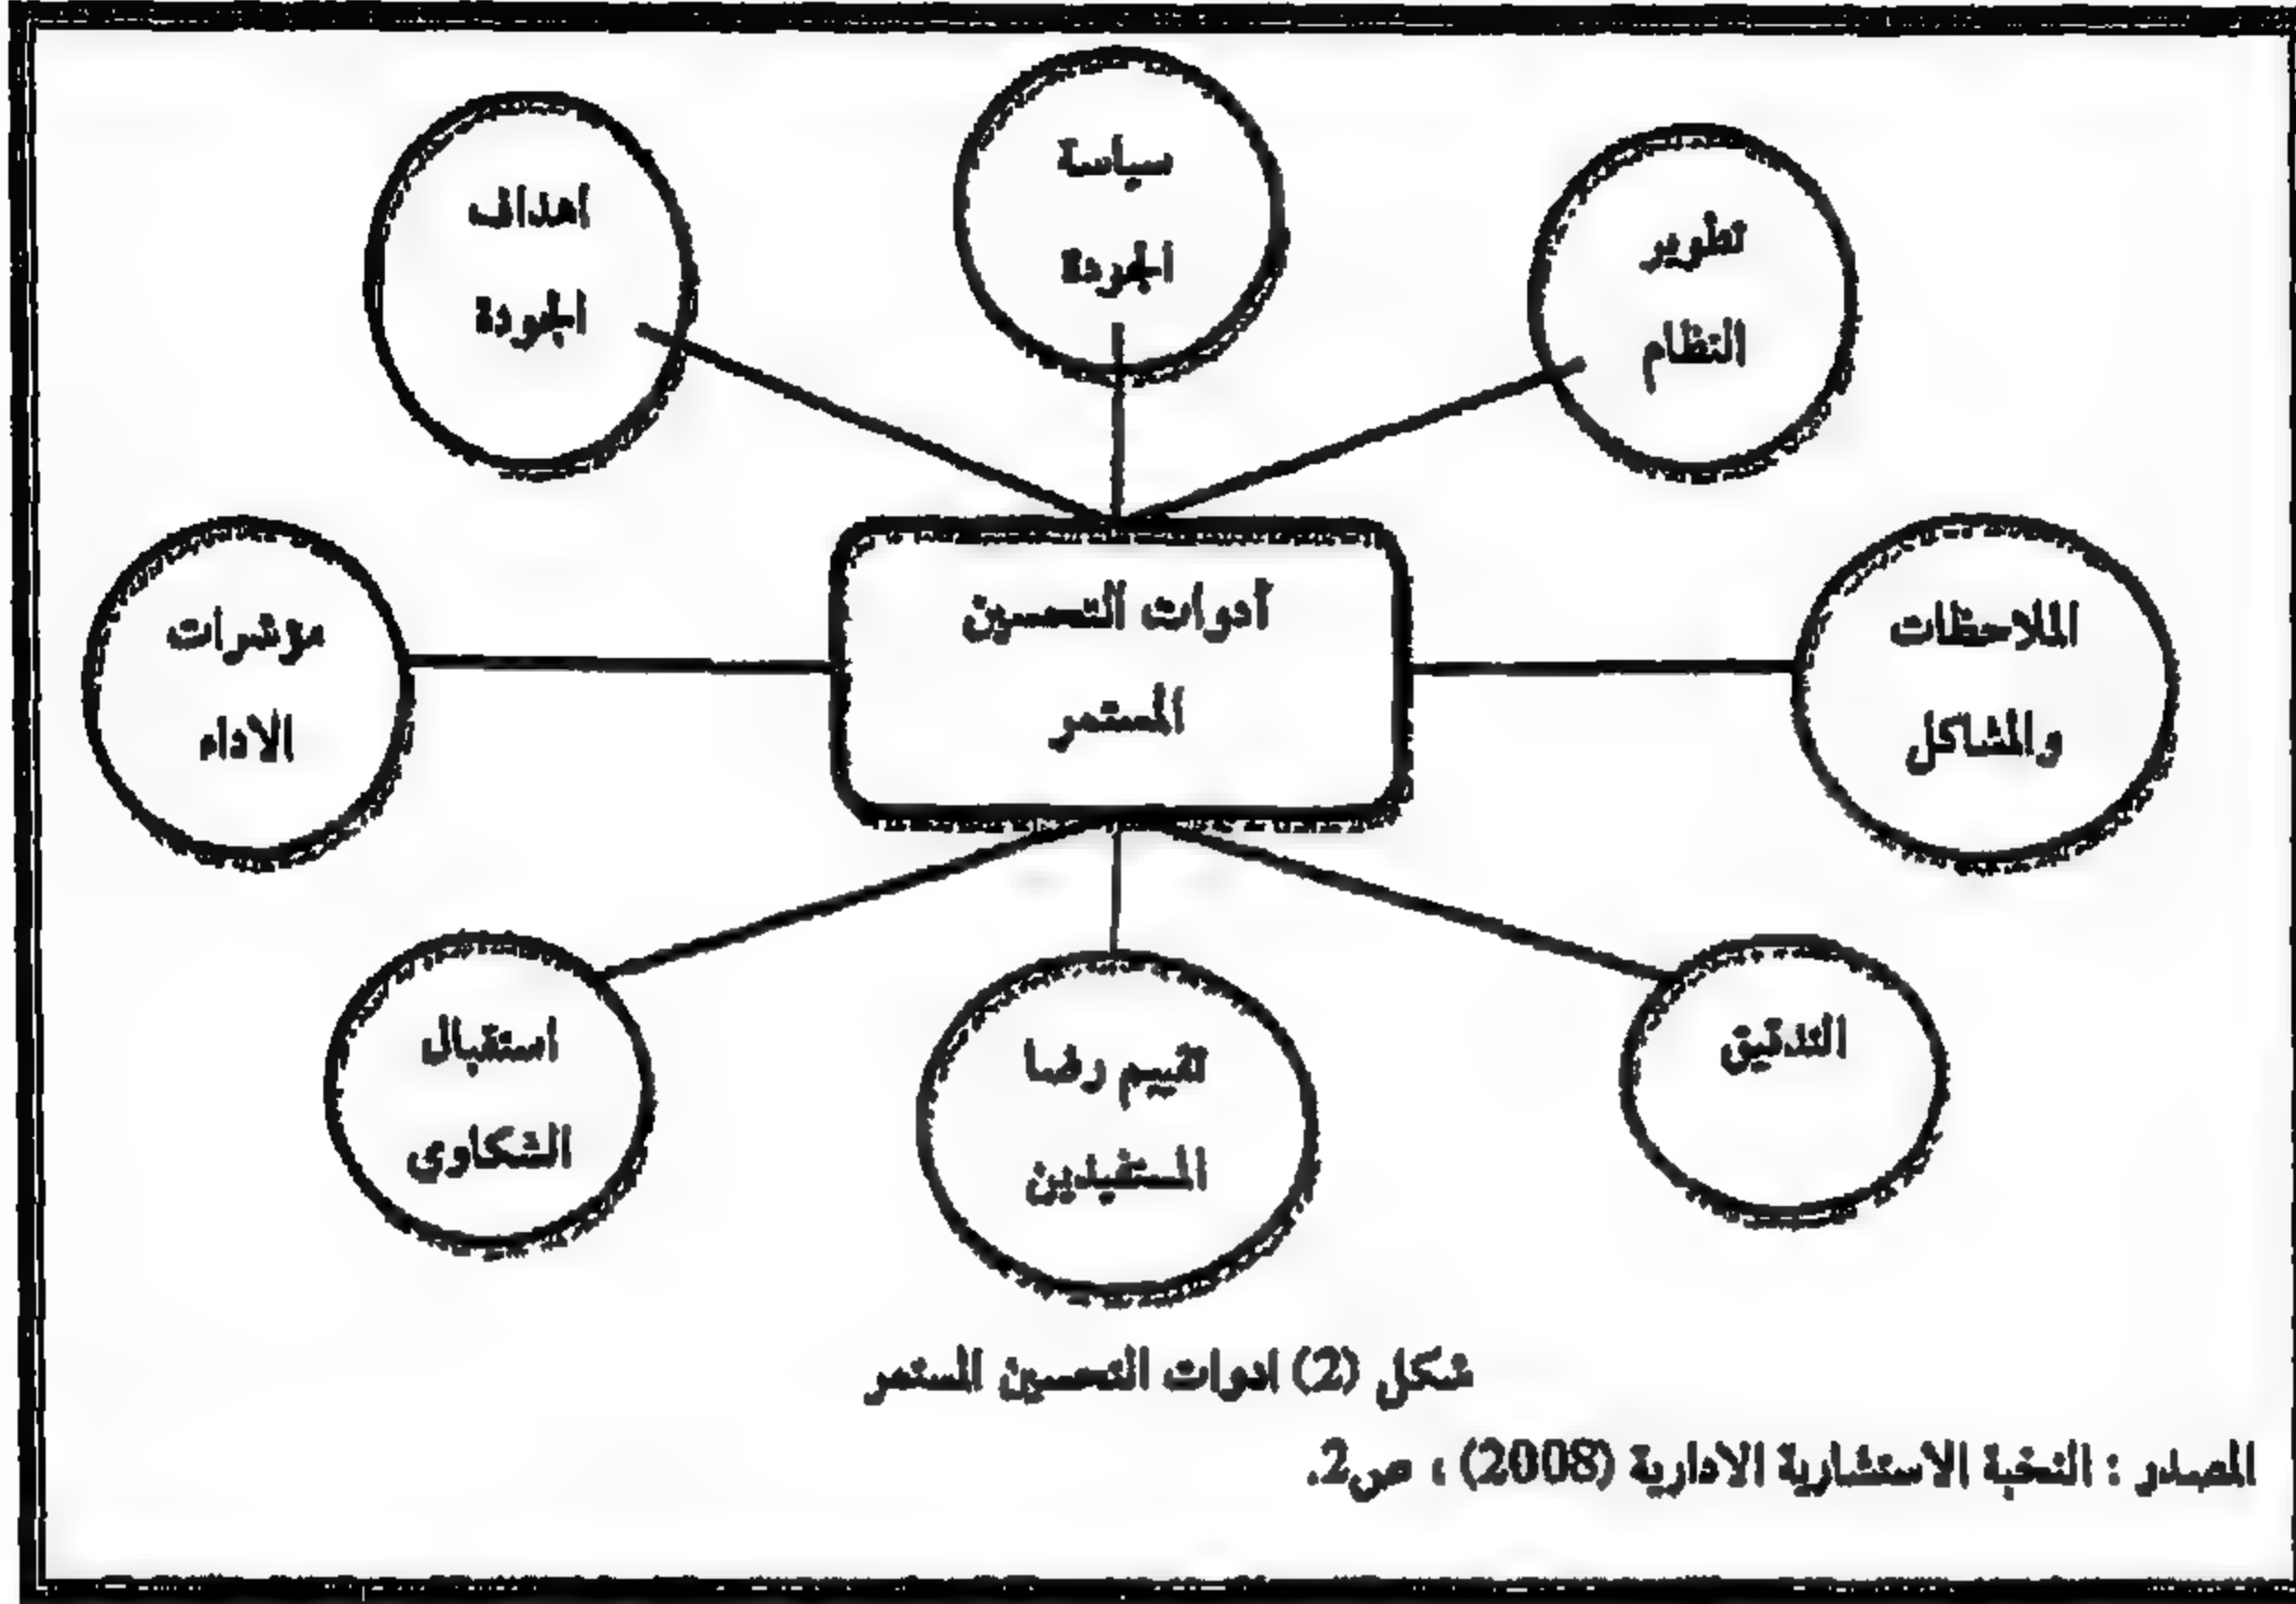 سياسة
الجودة
تطوير
النظام
اهداف
الجودة
أدوات التحسين
المستمر
الملاحظات
والمشاكل
مؤشرات
الاداء
التدقيق
تقييم رضا
المستفيدين
استقبال
الشكاوى
شكل (2) ادوات التحسين المستمر
المصدر : النخبة الاستشارية الادارية (2008) ، ص2.